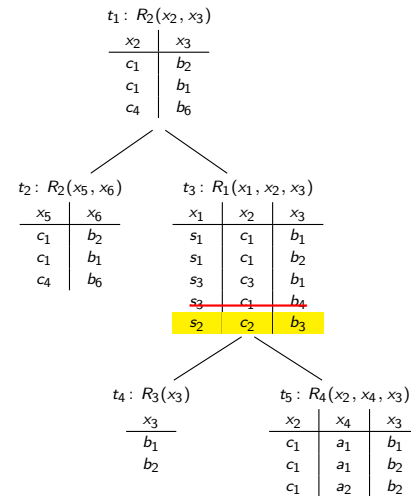 t₁: R₂(x₂, x₃)
x₂ x₃
c₁ b₂
c₁ b₁
c₄ b₆
t₂: R₂(x₅, x₆)
x₅ x₆
c₁ b₂
c₁ b₁
c₄ b₆
t₃: R₁(x₁, x₂, x₃)
x₁ x₂ x₃
s₁ c₁ b₁
s₁ c₁ b₂
s₃ c₃ b₁
s₃ c₁ b₄
s₂ c₂ b₃
t₄: R₃(x₃)
x₃
b₁
b₂
t₅: R₄(x₂, x₄, x₃)
x₂ x₄ x₃
c₁ a₁ b₁
c₁ a₁ b₂
c₁ a₂ b₂